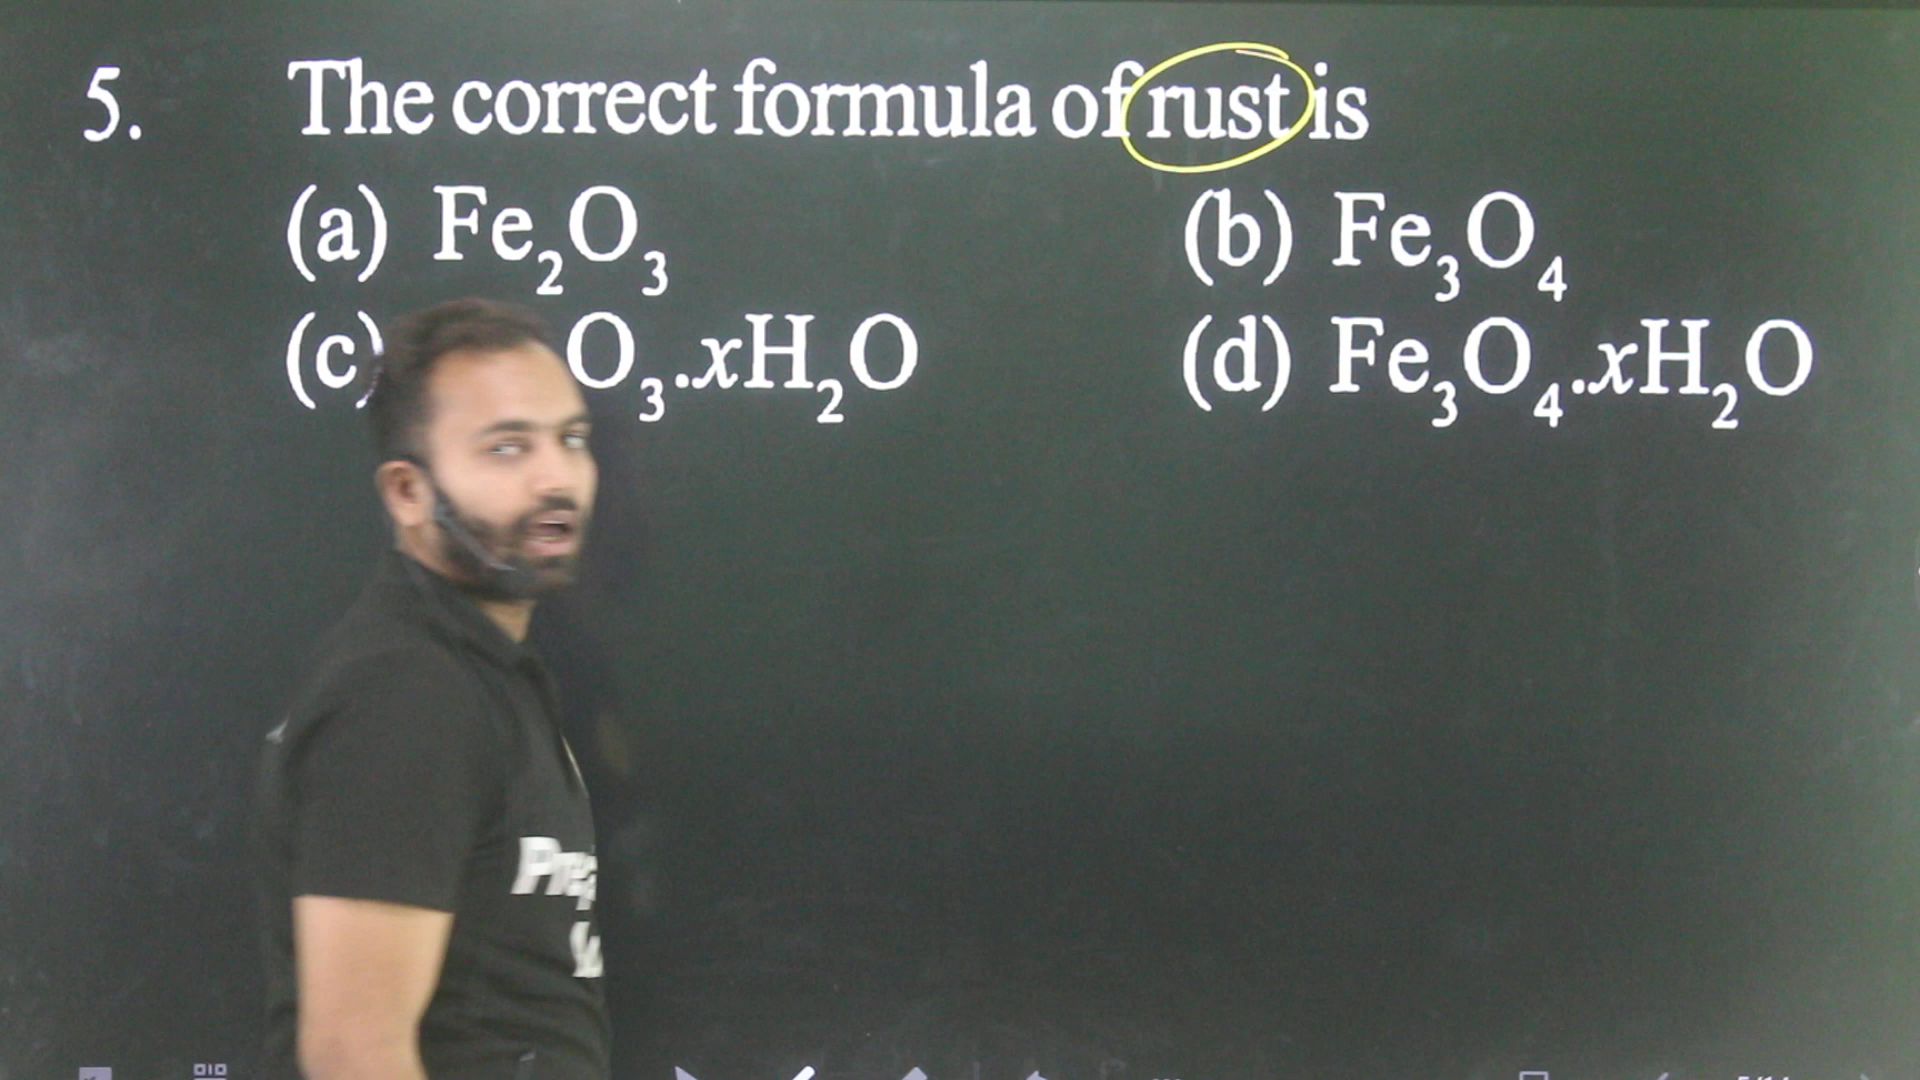 5. The correct formula of rust is
(a) Fe₂O₃ (b) Fe₃O₄
(c) O₃.xH₂O (d) Fe₃O₄.xH₂O